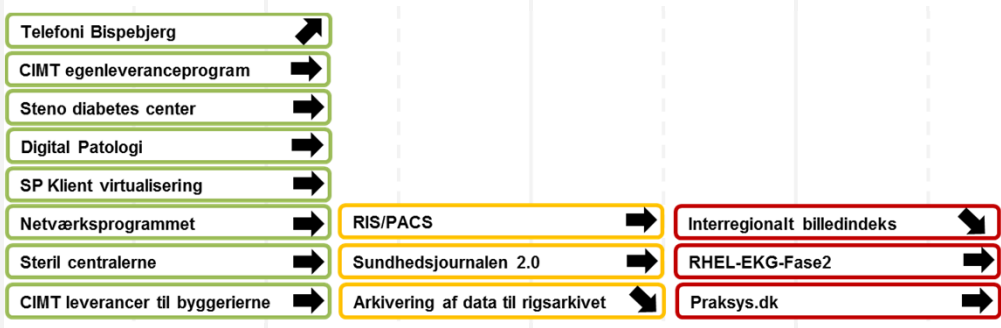 Telefoni Bispebjerg
CIMT egenleveranceprogram
Steno diabetes center
Digital Patologi
SP Klient virtualisering
Netværksprogrammet
Steril centralerne
CIMT leverancer til byggerierne
RIS/PACS
Sundhedsjournalen 2.0
Arkivering af data til rigsarkivet
Interregionalt billedindeks
RHEL-EKG-Fase2
Praksys.dk